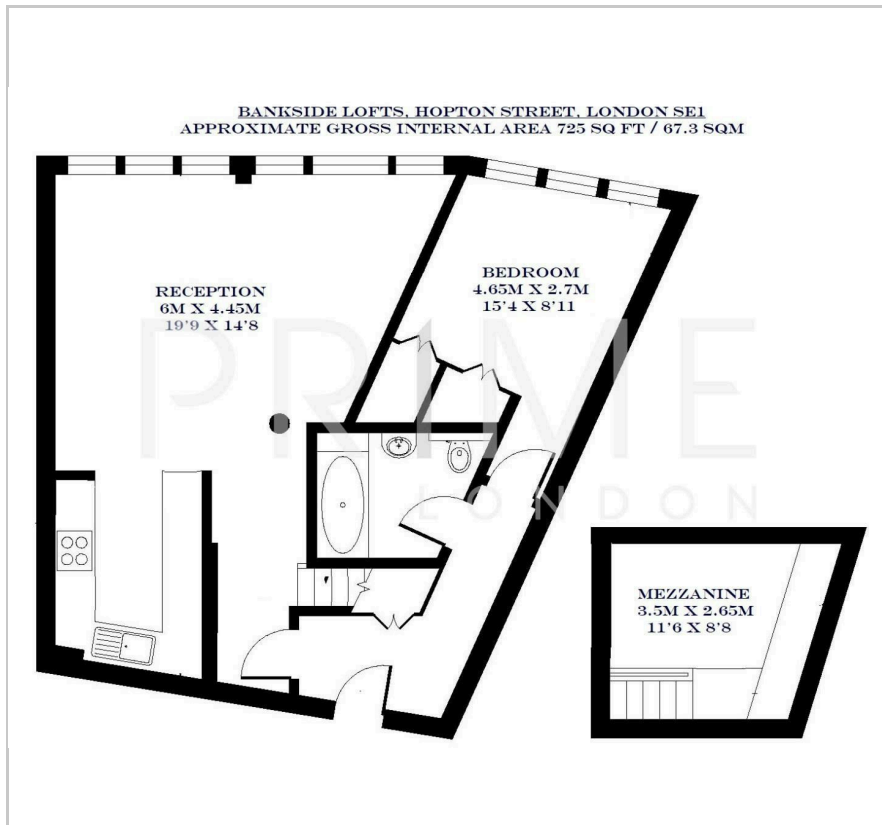 BANKSIDE LOFTS, HOPTON STREET, LONDON SE1
APPROXIMATE GROSS INTERNAL AREA 725 SQ FT / 67.3 SQM
RECEPTION
6M X 4.45M
19'9 X 14'8
BEDROOM
4.65M X 2.7M
15'4 X 8'11
PRIME
LONDON
MEZZANINE
3.5M X 2.65M
11'6 X 8'8